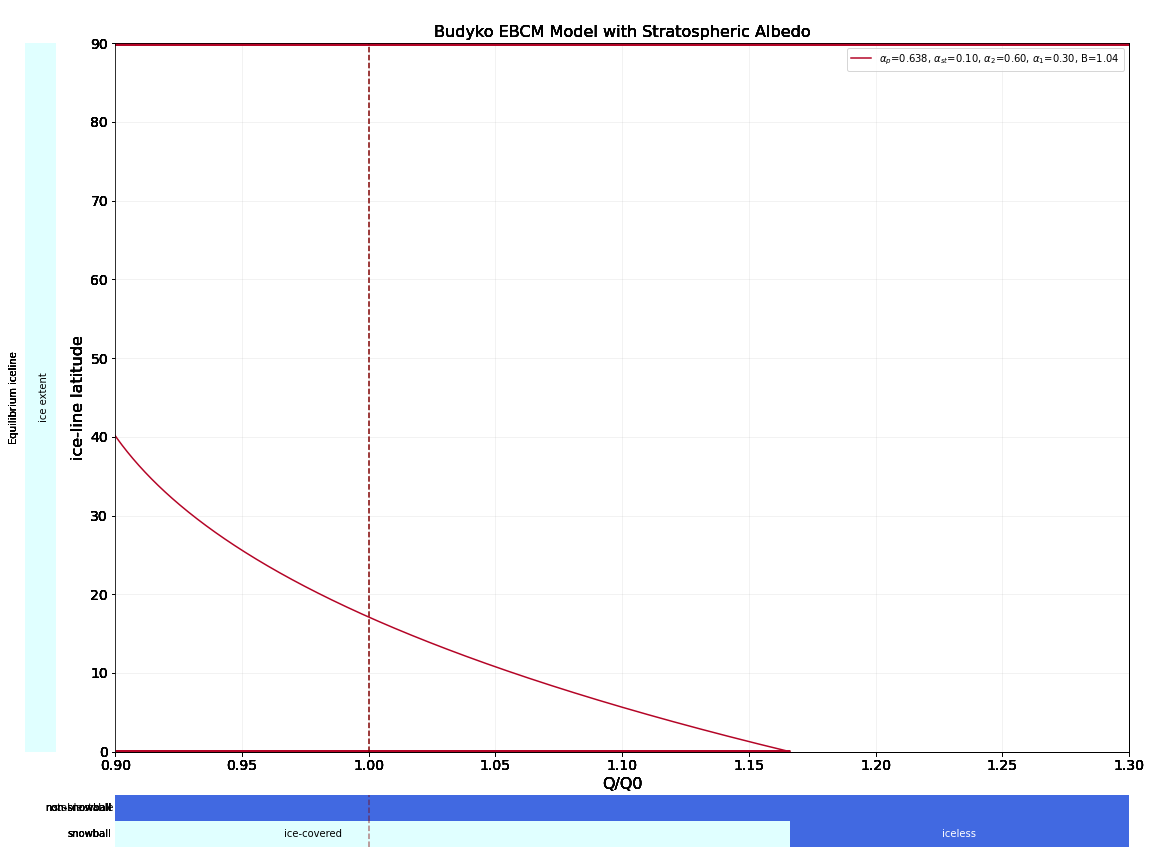 Budyko EBCM Model with Stratospheric Albedo
αp=0.638, αst=0.10, α2=0.60, α1=0.30, B=1.04
90
80
70
60
50
40
30
20
10
0
ice-line latitude
Equilibrium iceline
ice extent
0.90 0.95 1.00 1.05 1.10 1.15 1.20 1.25 1.30
Q/Q0
snowball ice-covered iceless